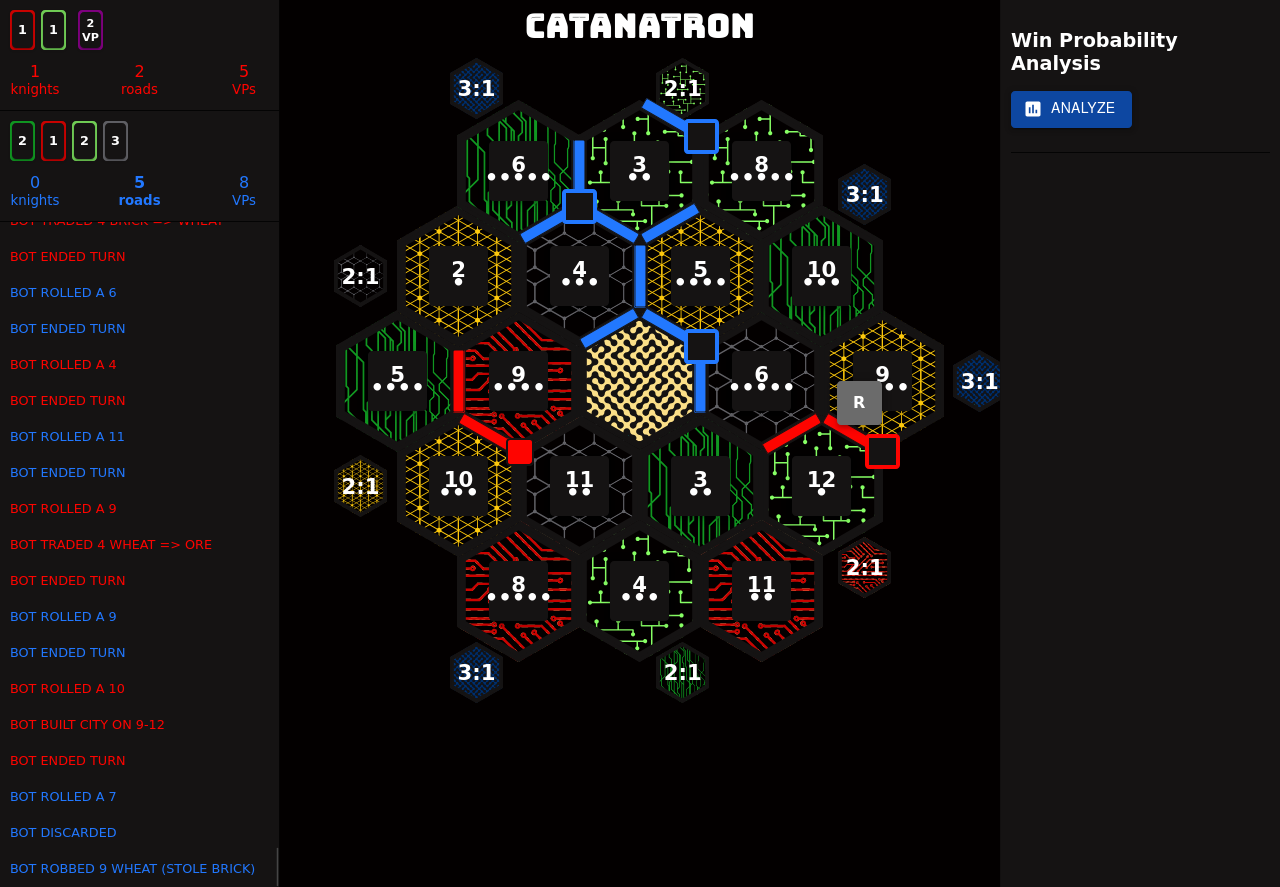 1 1 2 VP
1 2 5
knights roads VPs
2 1 2 3
0 5 8
knights roads VPs
BOT TRADED 4 BRICK => WHEAT
BOT ENDED TURN
BOT ROLLED A 6
BOT ENDED TURN
BOT ROLLED A 4
BOT ENDED TURN
BOT ROLLED A 11
BOT ENDED TURN
BOT ROLLED A 9
BOT TRADED 4 WHEAT => ORE
BOT ENDED TURN
BOT ROLLED A 9
BOT ENDED TURN
BOT ROLLED A 10
BOT BUILT CITY ON 9-12
BOT ENDED TURN
BOT ROLLED A 7
BOT DISCARDED
BOT ROBBED 9 WHEAT (STOLE BRICK)
CATANATRON
3:1 2:1
6 3 8
3:1
2:1 2 4 5 10
5 9 6 9 3:1
R
2:1 10 11 3 12
2:1
8 4 11
3:1 2:1
Win Probability
Analysis
ANALYZE